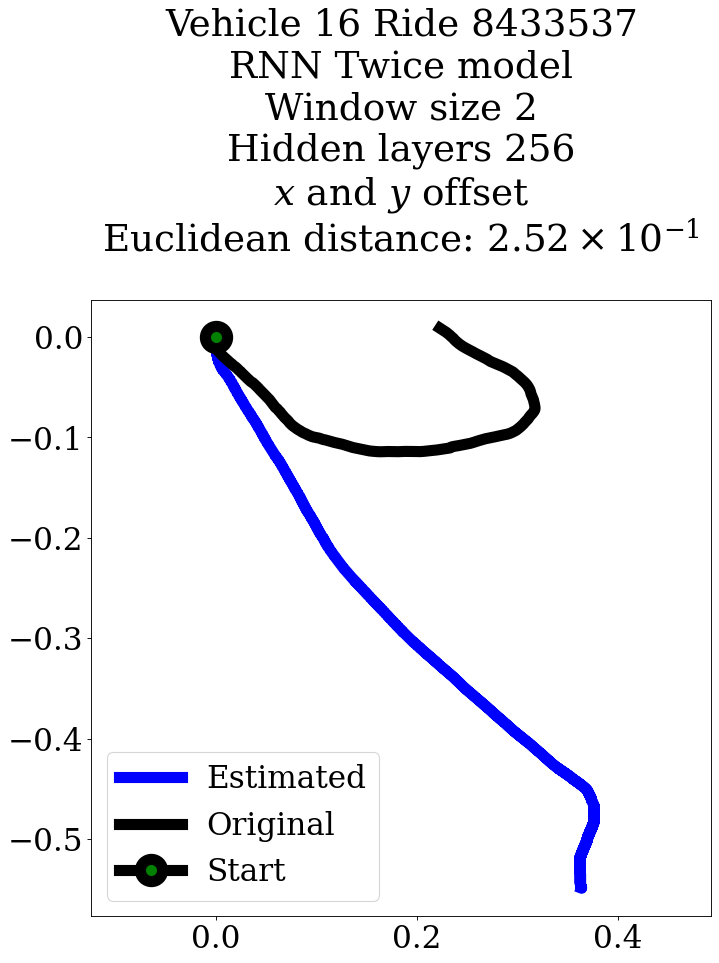 Vehicle 16 Ride 8433537
RNN Twice model
Window size 2
Hidden layers 256
x and y offset
Euclidean distance: 2.52 × 10⁻¹
0.0
−0.1
−0.2
−0.3
−0.4
−0.5
Estimated
Original
Start
0.0 0.2 0.4